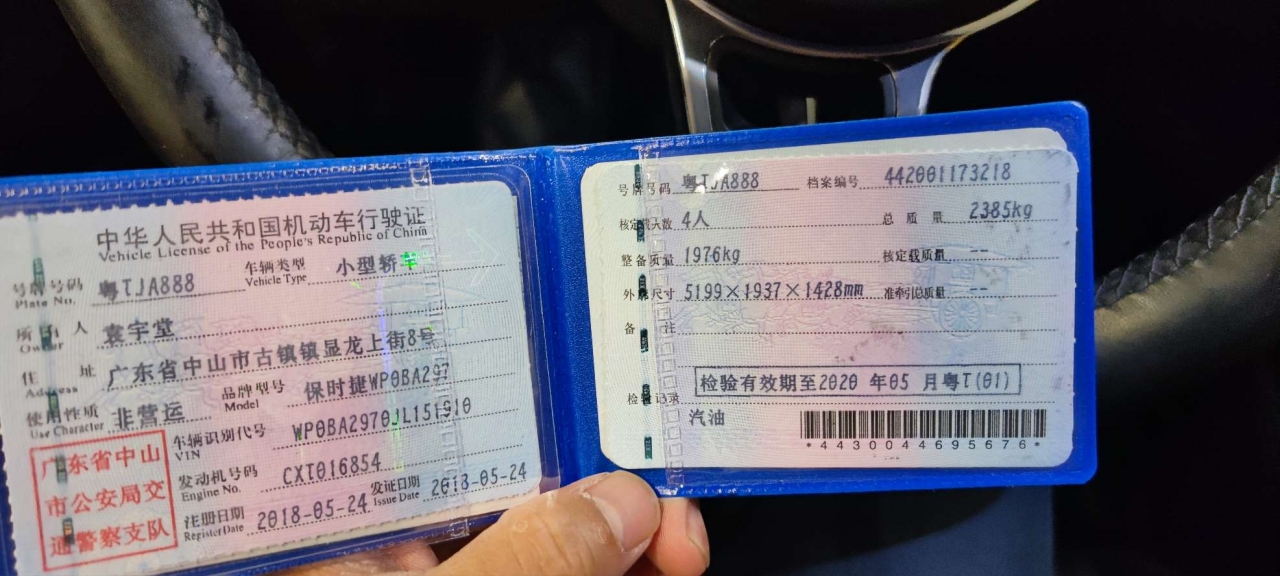 中华人民共和国机动车行驶证
Vehicle License of the People's Republic of China
号牌号码 粤TJA888 车辆类型 小型轿车
Plate No. Vehicle Type
所有人 袁宇堂
Owner
住址 广东省中山市古镇镇显龙上街8号
Address
使用性质 非营运 品牌型号 保时捷WP0BA297
Use Character Model
车辆识别代号 WP0BA2970JL151910
VIN
发动机号码 CXT016854
Engine No.
注册日期 2018-05-24 发证日期 2018-05-24
Register Date Issue Date
广东省中山
市公安局交
通警察支队
号牌号码 粤TJA888 档案编号 442001173218
核定载人数 4人 总质量 2385kg
整备质量 1976kg 核定载质量 --
外廓尺寸 5199×1937×1428mm 准牵引总质量 --
备注
检验有效期至2020 年05 月粤T(01)
检验记录
汽油
*4430044695676*